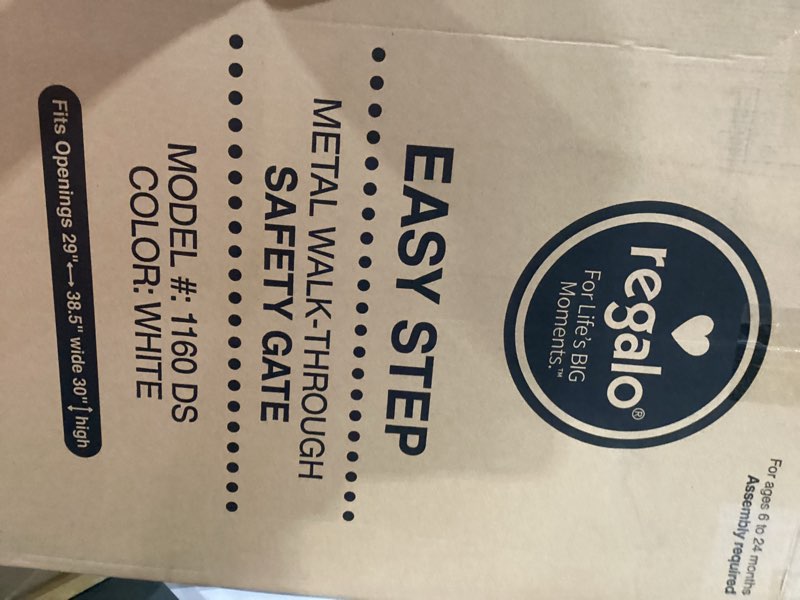 For ages 6 to 24 months
Assembly required
regalo®
For Life's BIG
Moments.™
EASY STEP
METAL WALK-THROUGH
SAFETY GATE
MODEL #: 1160 DS
COLOR: WHITE
Fits Openings 29"↔38.5" wide 30"↕high